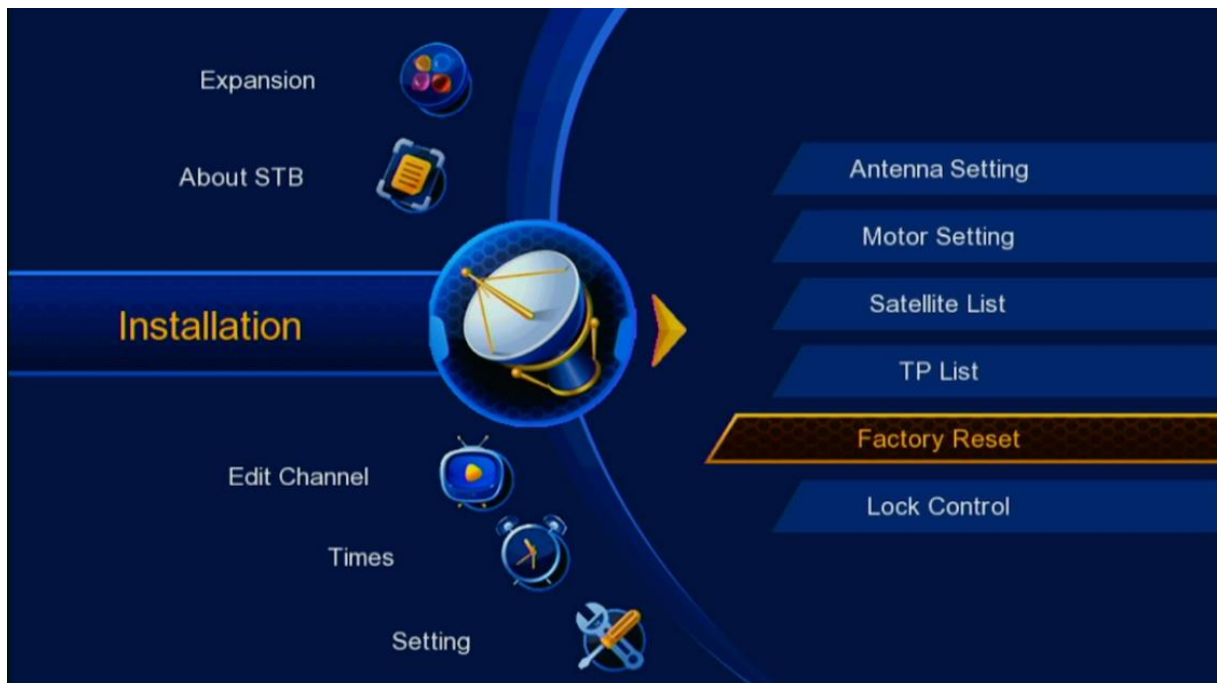 Expansion
About STB
Installation
Edit Channel
Times
Setting
Antenna Setting
Motor Setting
Satellite List
TP List
Factory Reset
Lock Control